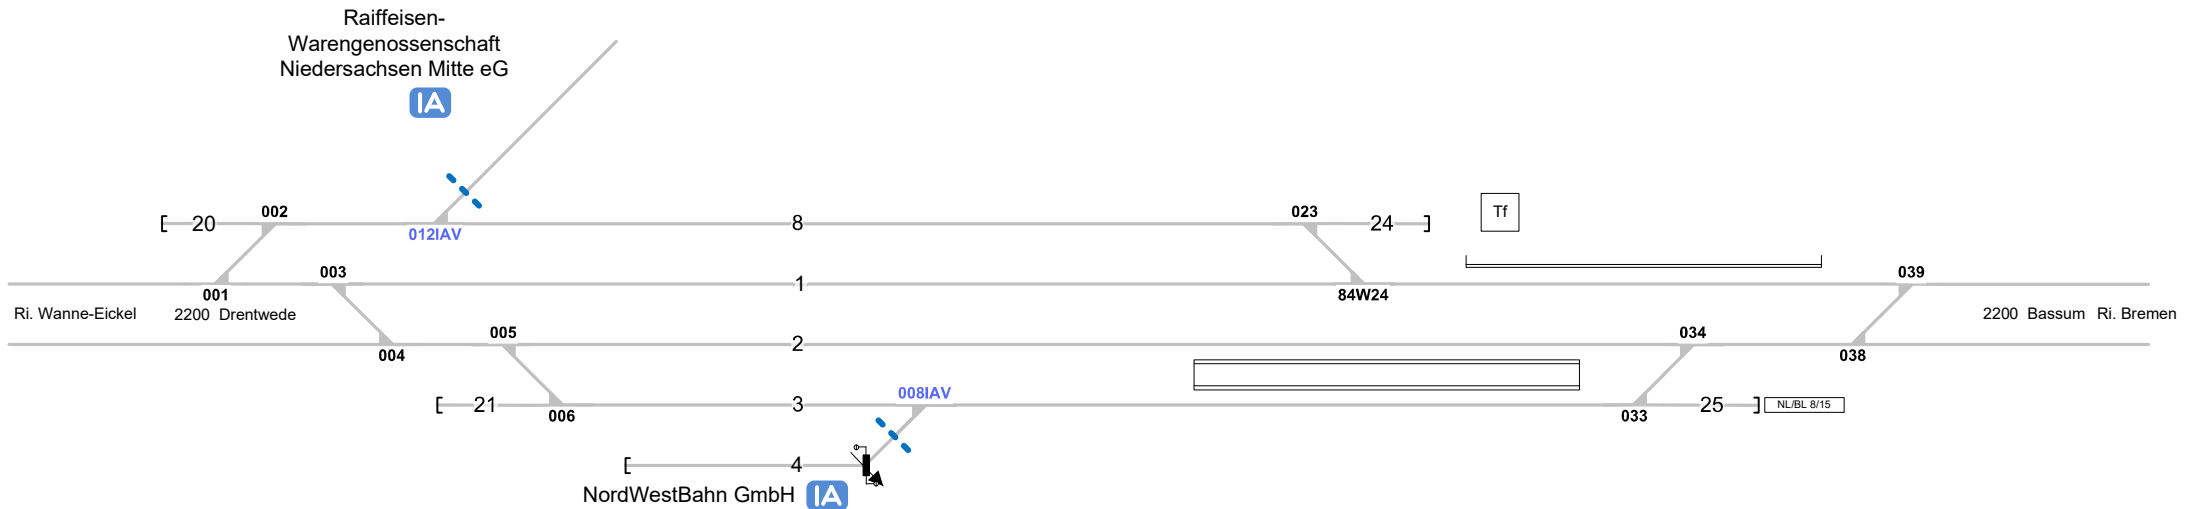 Raiffeisen-
Warengenossenschaft
Niedersachsen Mitte eG
IA
002
20
8
012IAV
023
24
Tf
003
1
039
001
84W24
Ri. Wanne-Eickel
2200 Drentwede
2200 Bassum Ri. Bremen
005
2
034
004
038
008IAV
21
3
25
NL/BL 8/15
006
033
4
NordWestBahn GmbH
IA